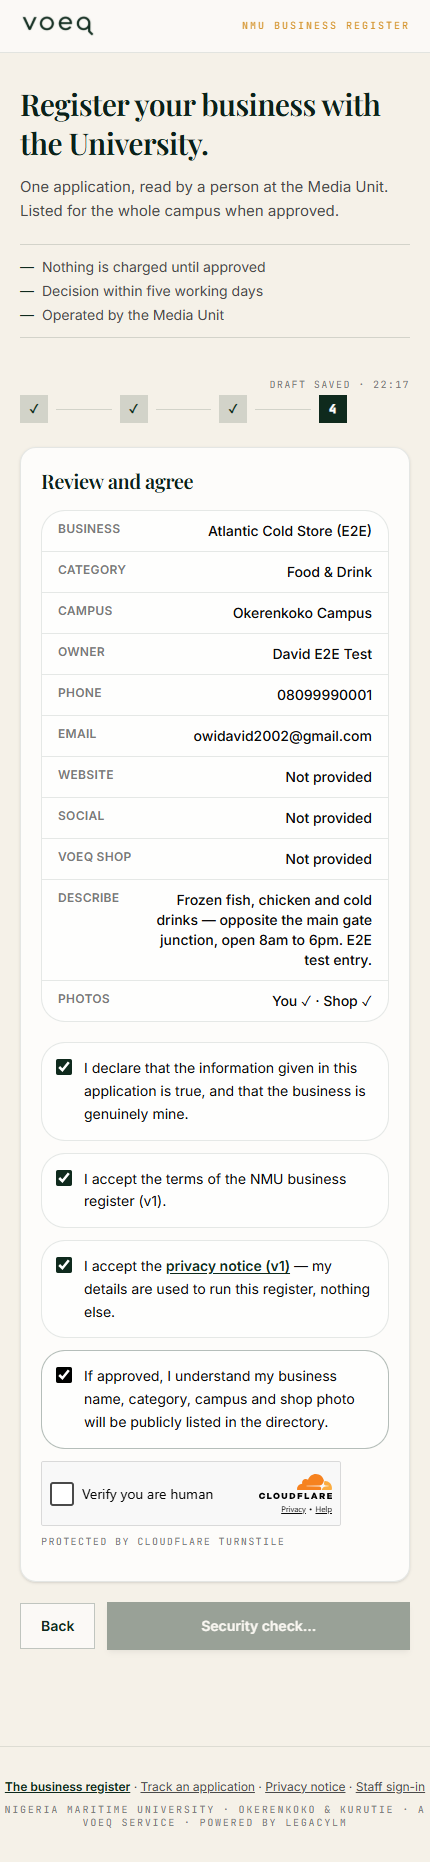 voeq
NMU BUSINESS REGISTER
Register your business with
the University.
One application, read by a person at the Media Unit.
Listed for the whole campus when approved.
— Nothing is charged until approved
— Decision within five working days
— Operated by the Media Unit
DRAFT SAVED · 22:17
✓ ✓ ✓ 4
Review and agree
BUSINESS Atlantic Cold Store (E2E)
CATEGORY Food & Drink
CAMPUS Okerenkoko Campus
OWNER David E2E Test
PHONE 08099990001
EMAIL owidavid2002@gmail.com
WEBSITE Not provided
SOCIAL Not provided
VOEQ SHOP Not provided
DESCRIBE Frozen fish, chicken and cold
drinks — opposite the main gate
junction, open 8am to 6pm. E2E
test entry.
PHOTOS You ✓ · Shop ✓
I declare that the information given in this
application is true, and that the business is
genuinely mine.
I accept the terms of the NMU business
register (v1).
I accept the privacy notice (v1) — my
details are used to run this register, nothing
else.
If approved, I understand my business
name, category, campus and shop photo
will be publicly listed in the directory.
Verify you are human
CLOUDFLARE
Privacy • Help
PROTECTED BY CLOUDFLARE TURNSTILE
Back
Security check...
The business register · Track an application · Privacy notice · Staff sign-in
NIGERIA MARITIME UNIVERSITY · OKERENKOKO & KURUTIE · A
VOEQ SERVICE · POWERED BY LEGACYLM